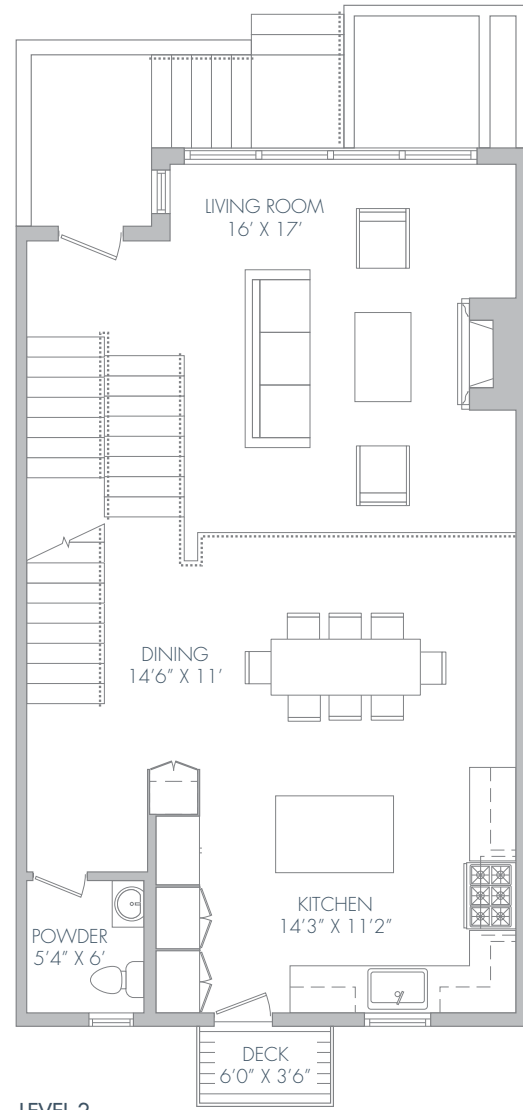 LIVING ROOM
16’ X 17’
DINING
14’6” X 11’
KITCHEN
14’3” X 11’2”
POWDER
5’4” X 6’
DECK
6’0” X 3’6”
LEVEL 2